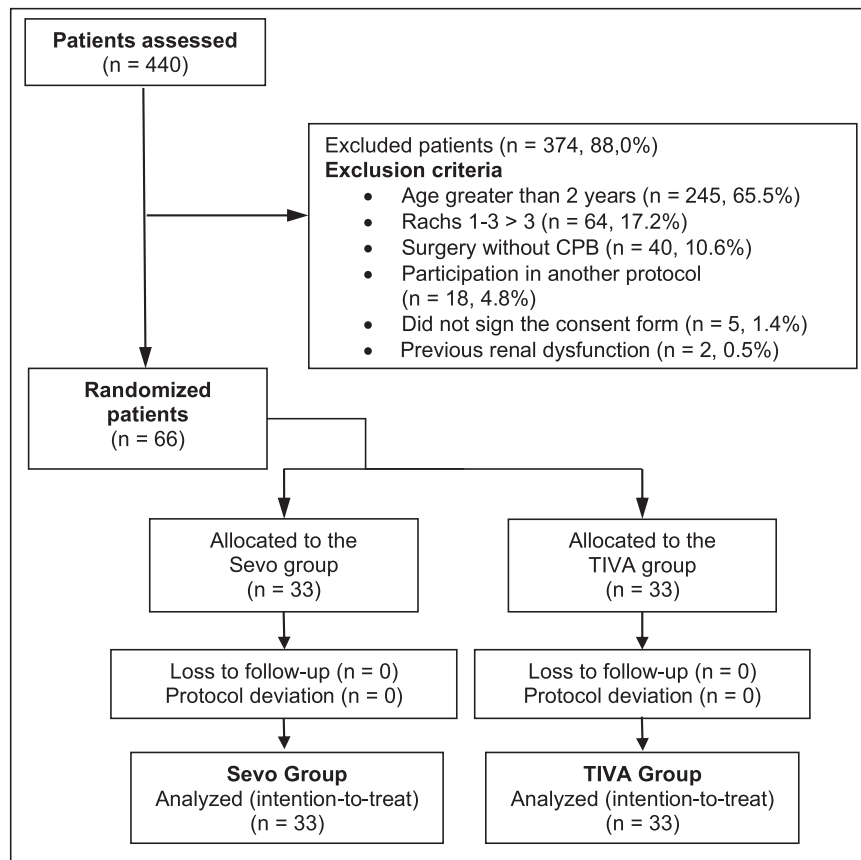 Patients assessed
(n = 440)
Excluded patients (n = 374, 88,0%)
Exclusion criteria
• Age greater than 2 years (n = 245, 65.5%)
• Rachs 1-3 > 3 (n = 64, 17.2%)
• Surgery without CPB (n = 40, 10.6%)
• Participation in another protocol
(n = 18, 4.8%)
• Did not sign the consent form (n = 5, 1.4%)
• Previous renal dysfunction (n = 2, 0.5%)
Randomized
patients
(n = 66)
Allocated to the
Sevo group
(n = 33)
Allocated to the
TIVA group
(n = 33)
Loss to follow-up (n = 0)
Protocol deviation (n = 0)
Loss to follow-up (n = 0)
Protocol deviation (n = 0)
Sevo Group
Analyzed (intention-to-treat)
(n = 33)
TIVA Group
Analyzed (intention-to-treat)
(n = 33)